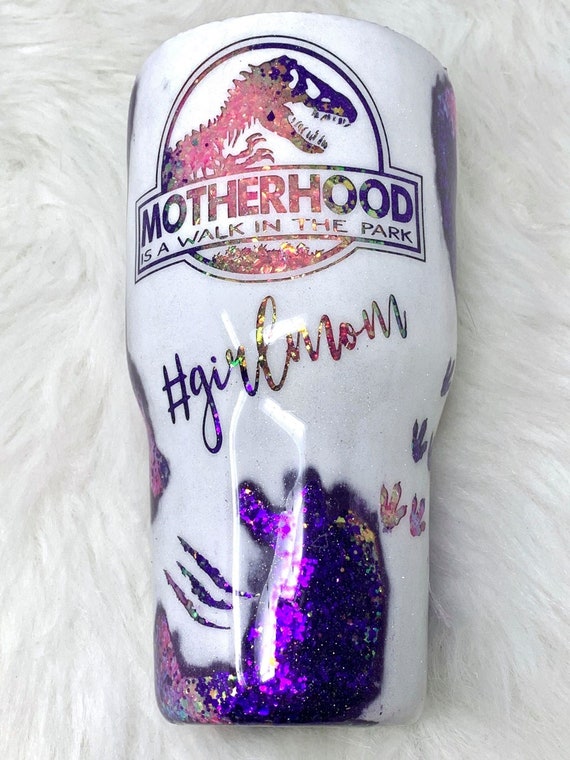 MOTHERHOOD
IS A WALK IN THE PARK
#girlmom